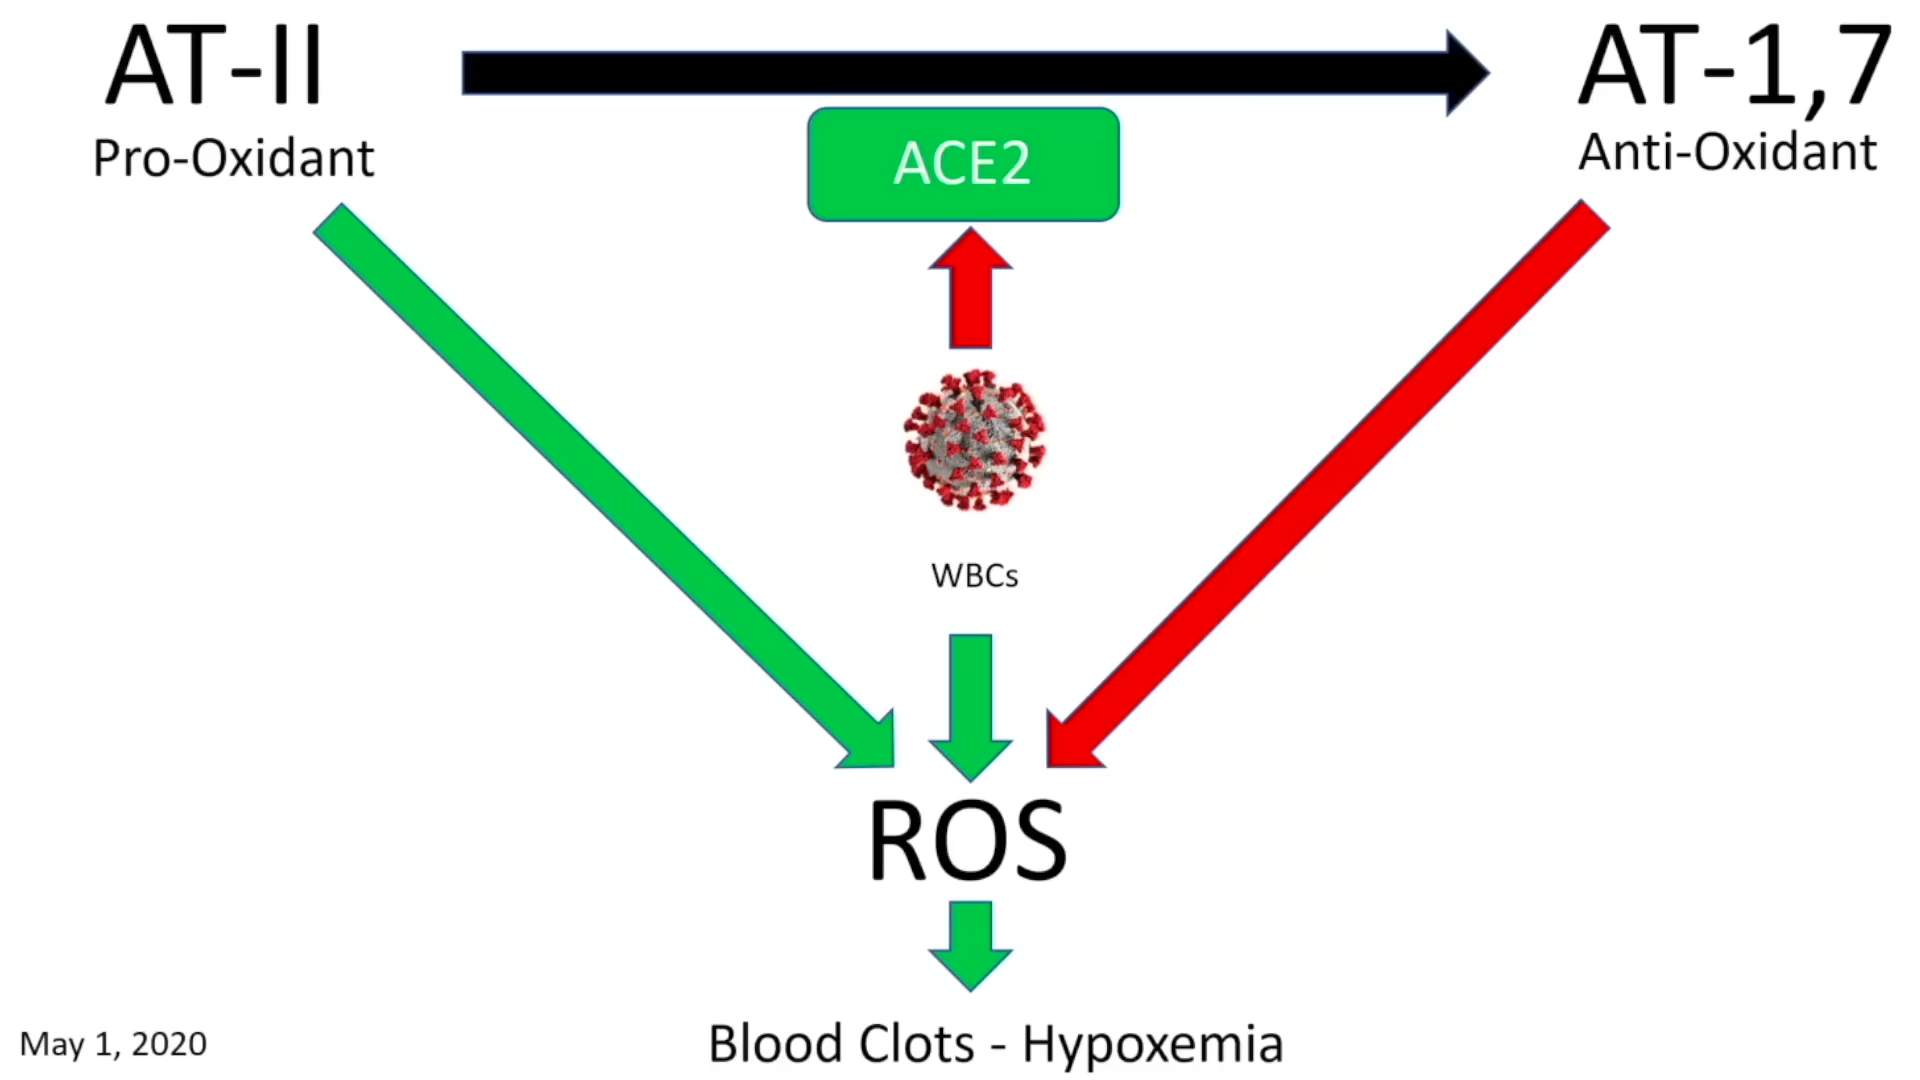 AT-II
Pro-Oxidant
AT-1,7
Anti-Oxidant
ACE2
WBCs
ROS
Blood Clots - Hypoxemia
May 1, 2020